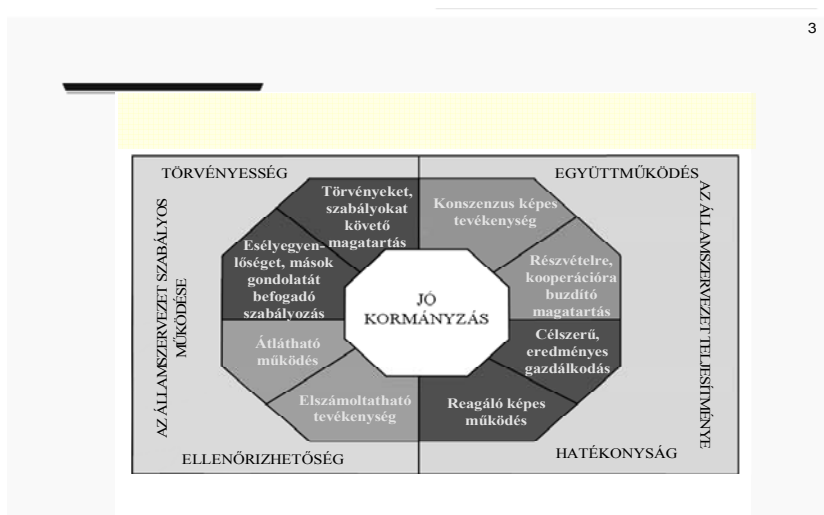 3
TÖRVÉNYESSÉG
EGYÜTTMŰKÖDÉS
AZ ÁLLAMSZERVEZET SZABÁLYOS
MŰKÖDÉSE
Törvényeket,
szabályokat
követő
magatartás
Konszenzus képes
tevékenység
Esélyegyen-
lőséget, mások
gondolatát
befogadó
szabályozás
Részvételre,
kooperációra
buzdító
magatartás
JÓ
KORMÁNYZÁS
Átlátható
működés
Célszerű,
eredményes
gazdálkodás
Elszámoltatható
tevékenység
Reagáló képes
működés
AZ ÁLLAMSZERVEZET TELJESÍTMÉNYE
ELLENŐRIZHETŐSÉG
HATÉKONYSÁG